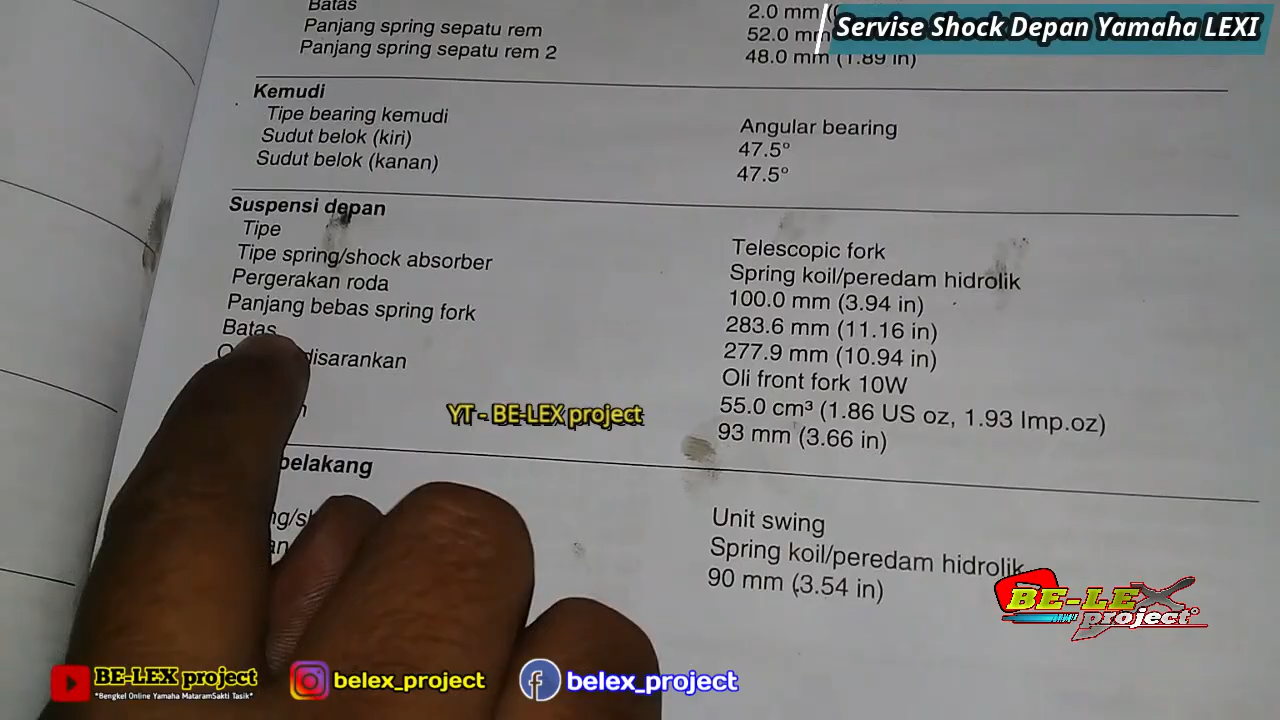 Batas
2.0 mm
Servise Shock Depan Yamaha LEXI
Panjang spring sepatu rem
52.0 mm
Panjang spring sepatu rem 2
48.0 mm (1.89 in)
Kemudi
Tipe bearing kemudi
Angular bearing
Sudut belok (kiri)
47.5°
Sudut belok (kanan)
47.5°
Suspensi depan
Tipe
Telescopic fork
Tipe spring/shock absorber
Spring koil/peredam hidrolik
Pergerakan roda
100.0 mm (3.94 in)
Panjang bebas spring fork
283.6 mm (11.16 in)
Batas
277.9 mm (10.94 in)
disarankan
Oli front fork 10W
55.0 cm³ (1.86 US oz, 1.93 Imp.oz)
93 mm (3.66 in)
YT - BE-LEX project
belakang
Unit swing
Spring koil/peredam hidrolik
90 mm (3.54 in)
BE-LEX
project
BE-LEX project
"Bengkel Online Yamaha MataramSakti Tasik"
belex_project
belex_project